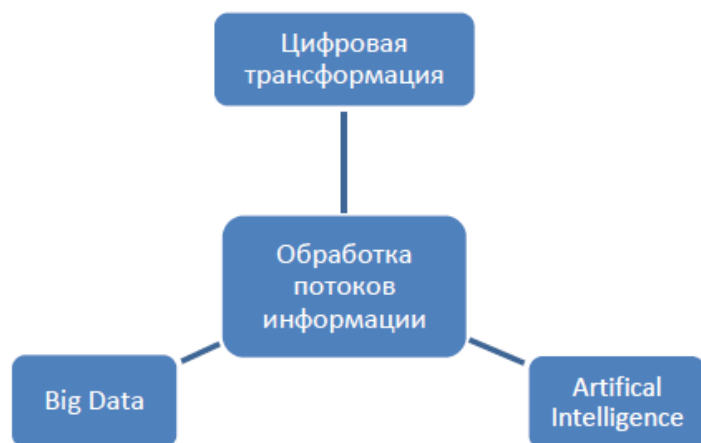 Цифровая
трансформация
Обработка
потоков
информации
Big Data
Artifical
Intelligence